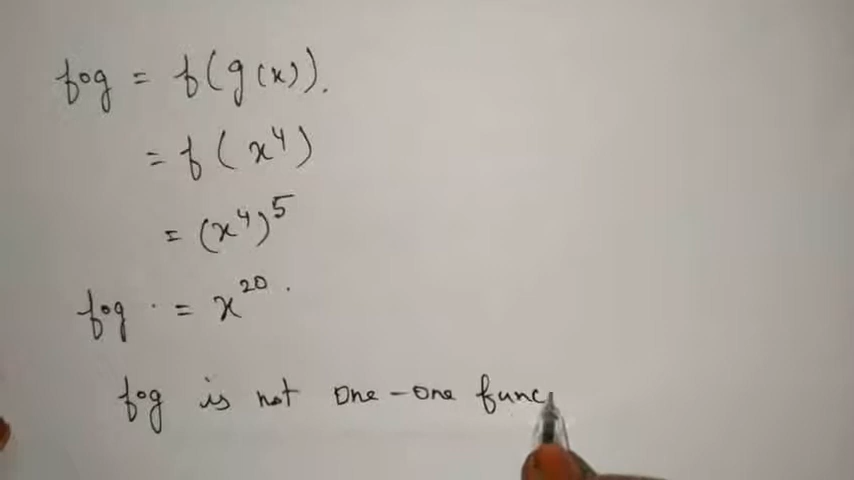 fog = f(g(x)).
= f(x⁴)
= (x⁴)⁵
fog = x²⁰.
fog is not one-one func